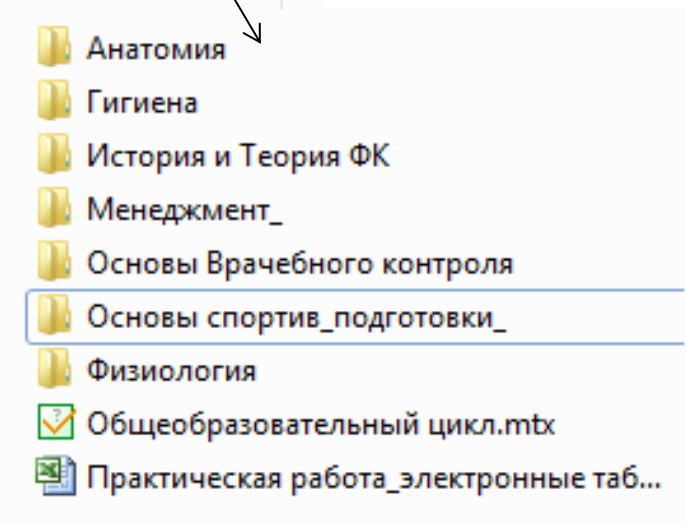 Анатомия
Гигиена
История и Теория ФК
Менеджмент_
Основы Врачебного контроля
Основы спортив_подготовки_
Физиология
Общеобразовательный цикл.mtx
Практическая работа_электронные таб...